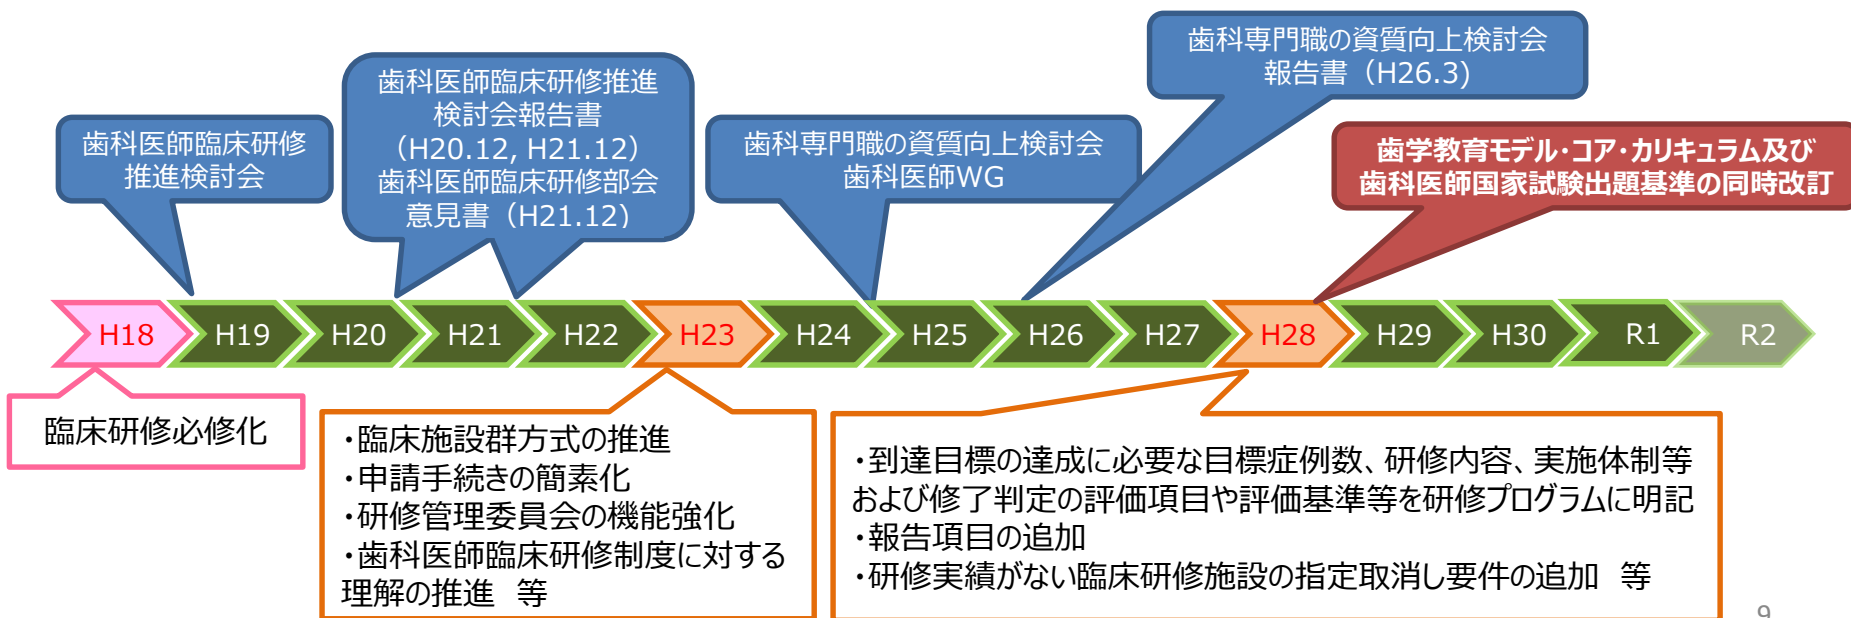 歯科医師臨床研修
推進検討会
歯科医師臨床研修推進
検討会報告書
（H20.12, H21.12）
歯科医師臨床研修部会
意見書（H21.12）
歯科専門職の資質向上検討会
歯科医師WG
歯科専門職の資質向上検討会
報告書（H26.3)
歯学教育モデル・コア・カリキュラム及び
歯科医師国家試験出題基準の同時改訂
H18 H19 H20 H21 H22 H23 H24 H25 H26 H27 H28 H29 H30 R1 R2
臨床研修必修化
・臨床施設群方式の推進
・申請手続きの簡素化
・研修管理委員会の機能強化
・歯科医師臨床研修制度に対する
理解の推進　等
・到達目標の達成に必要な目標症例数、研修内容、実施体制等
および修了判定の評価項目や評価基準等を研修プログラムに明記
・報告項目の追加
・研修実績がない臨床研修施設の指定取消し要件の追加　等
9